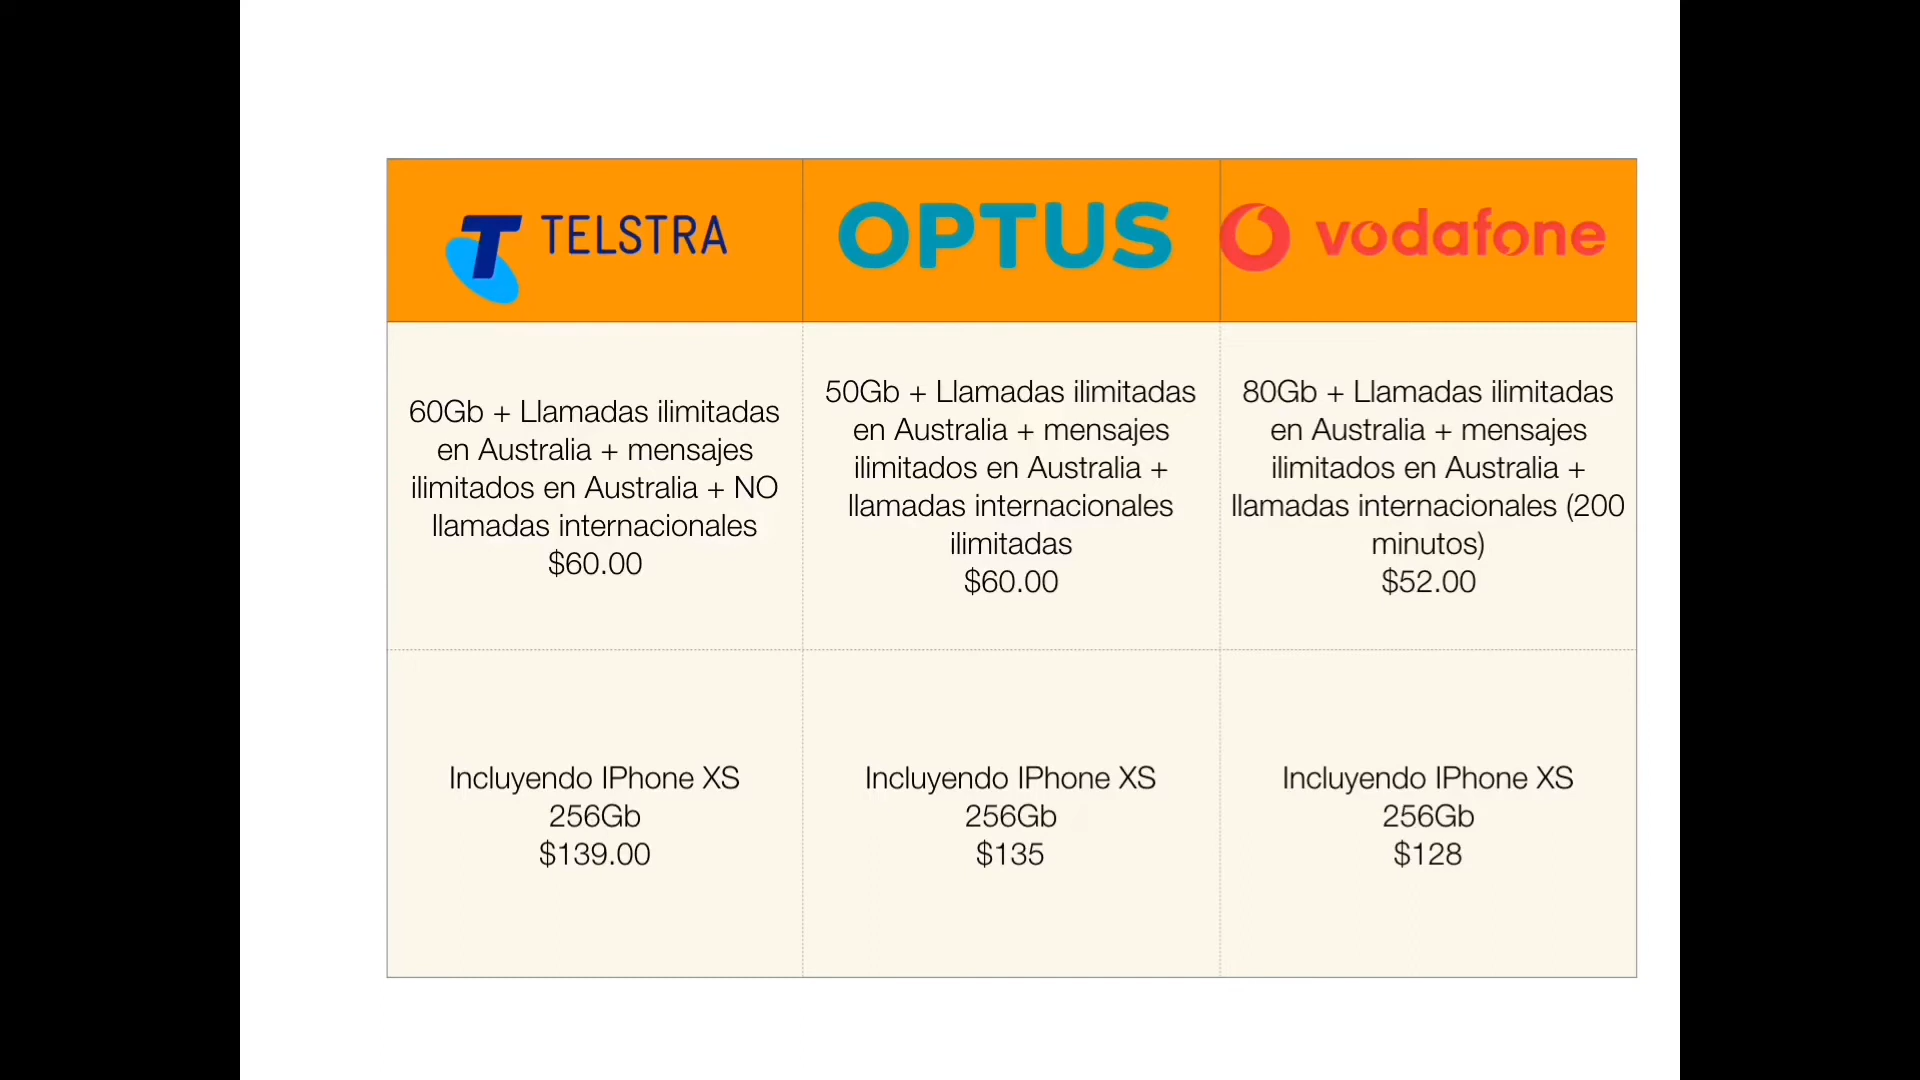 TELSTRA
OPTUS
vodafone
60Gb + Llamadas ilimitadas
en Australia + mensajes
ilimitados en Australia + NO
llamadas internacionales
$60.00
50Gb + Llamadas ilimitadas
en Australia + mensajes
ilimitados en Australia +
llamadas internacionales
ilimitadas
$60.00
80Gb + Llamadas ilimitadas
en Australia + mensajes
ilimitados en Australia +
llamadas internacionales (200
minutos)
$52.00
Incluyendo IPhone XS
256Gb
$139.00
Incluyendo IPhone XS
256Gb
$135
Incluyendo IPhone XS
256Gb
$128